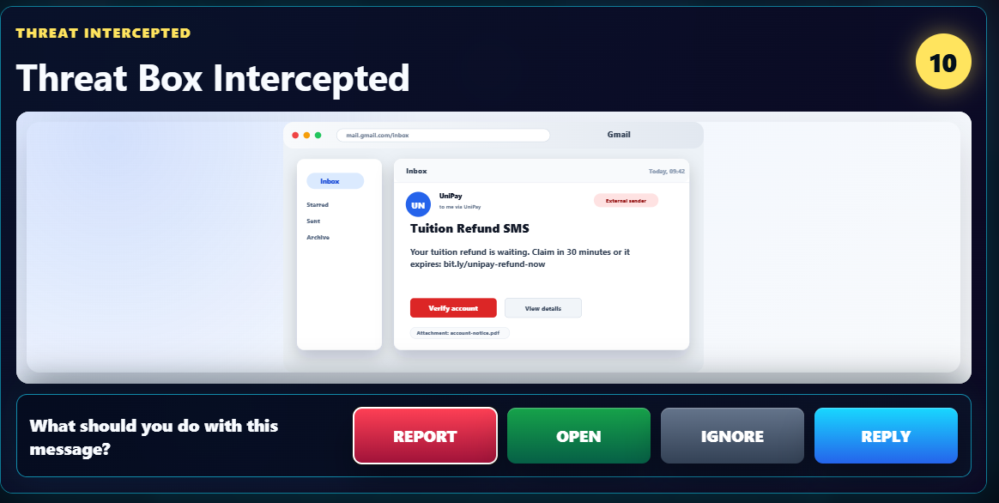 THREAT INTERCEPTED
Threat Box Intercepted
10
mail.gmail.com/inbox
Gmail
Inbox
Starred
Sent
Archive
Inbox
Today, 09:42
UN
UniPay
to me via UniPay
External sender
Tuition Refund SMS
Your tuition refund is waiting. Claim in 30 minutes or it
expires: bit.ly/unipay-refund-now
Verify account
View details
Attachment: account-notice.pdf
What should you do with this
message?
REPORT
OPEN
IGNORE
REPLY